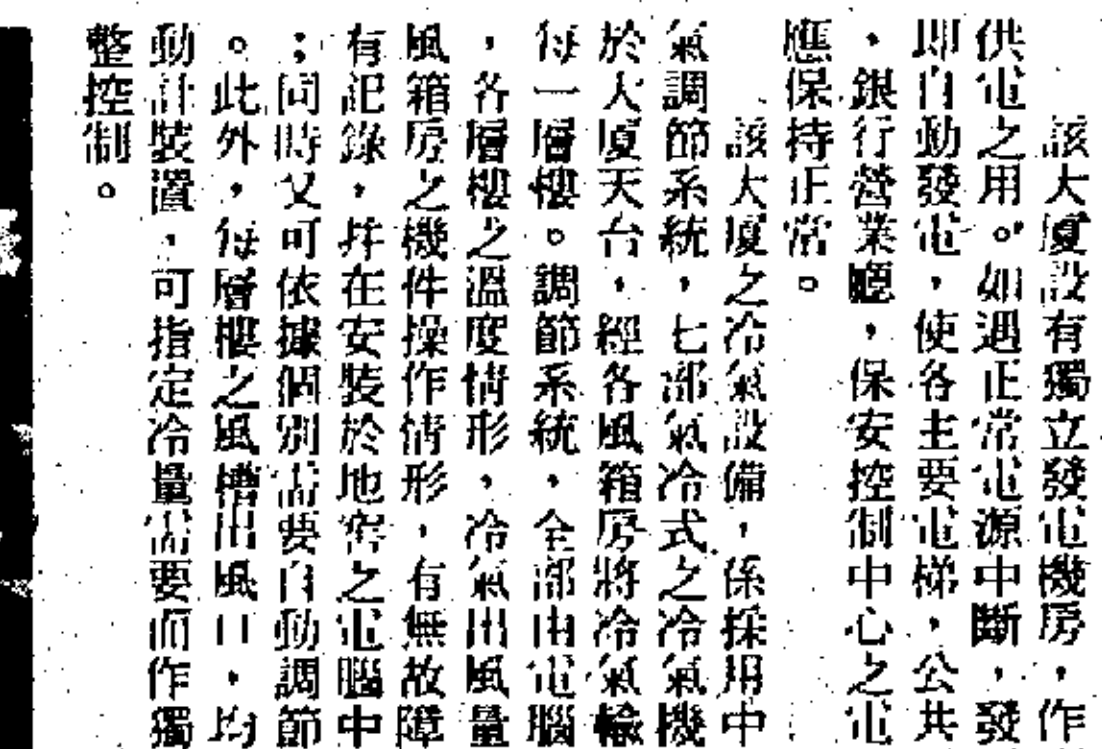 該大廈設有獨立發電機房，作
供電之用。如遇正常電源中斷，發
即自動發電，使各主要電梯，公共
、銀行營業廳，保安控制中心之電
應保持正常。
該大廈之冷氣設備，係採用中
氣調節系統，七部氣冷式之冷氣機
於大廈天台，經各風箱房將冷氣輸
每一層樓。調節系統，全部由電腦
，各層樓之溫度情形，冷氣出風量
風箱房之機件操作情形，有無故障
有記錄，幷在安裝於地窖之電腦中
；同時又可依據個別需要自動調節
。此外，每層樓之風槽出風口，均
動計裝置，可指定冷量需要而作獨
整控制。